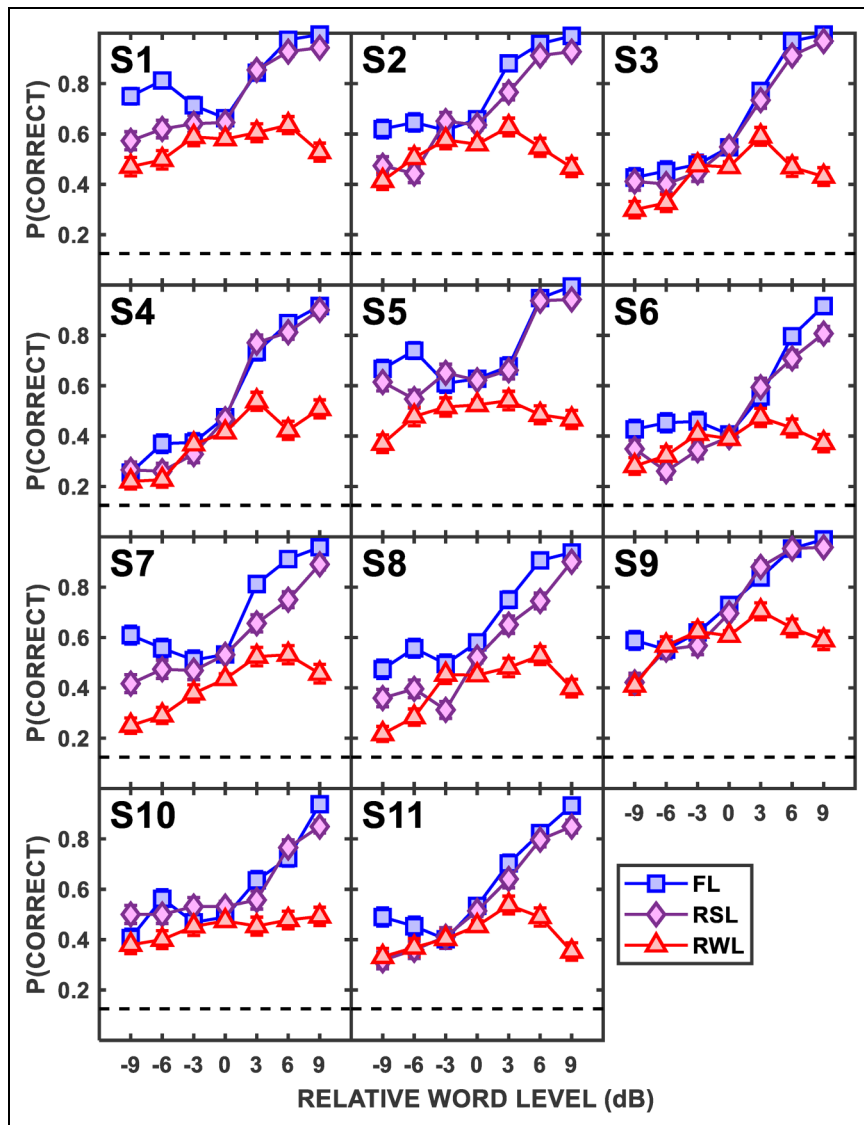 S1 S2 S3
P(CORRECT)
0.8
0.6
0.4
0.2
S4 S5 S6
P(CORRECT)
0.8
0.6
0.4
0.2
S7 S8 S9
P(CORRECT)
0.8
0.6
0.4
0.2
-9 -6 -3 0 3 6 9
S10 S11
P(CORRECT)
0.8
0.6
0.4
0.2
FL
RSL
RWL
-9 -6 -3 0 3 6 9 -9 -6 -3 0 3 6 9
RELATIVE WORD LEVEL (dB)